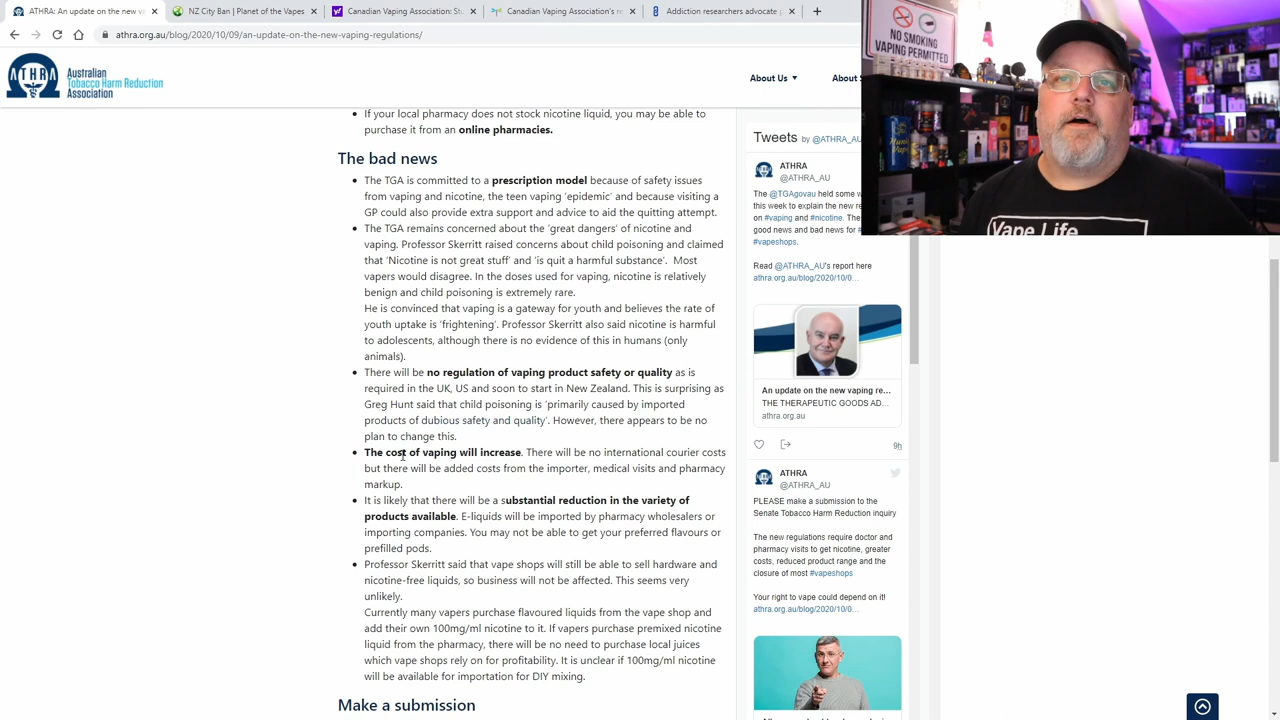 ATHRA: An update on the new va
NZ City Ban | Planet of the Vapes
Canadian Vaping Association: Stu
Canadian Vaping Association's re
Addiction researchers advocate p
athra.org.au/blog/2020/10/20/an-update-on-the-new-vaping-regulations/
ATHRA
Australian
Tobacco Harm Reduction
Association
About Us
About S
NO SMOKING
VAPING PERMITTED
Vape Life
If your local pharmacy does not stock nicotine liquid, you may be able to
purchase it from an online pharmacies.
The bad news
The TGA is committed to a prescription model because of safety issues
from vaping and nicotine, the teen vaping ‘epidemic’ and because visiting a
GP could also provide extra support and advice to aid the quitting attempt.
The TGA remains concerned about the ‘great dangers’ of nicotine and
vaping. Professor Skerritt raised concerns about child poisoning and claimed
that ‘Nicotine is not great stuff’ and ‘is quit a harmful substance’.  Most
vapers would disagree. In the doses used for vaping, nicotine is relatively
benign and child poisoning is extremely rare.
He is convinced that vaping is a gateway for youth and believes the rate of
youth uptake is ‘frightening’. Professor Skerritt also said nicotine is harmful
to adolescents, although there is no evidence of this in humans (only
animals).
There will be no regulation of vaping product safety or quality as is
required in the UK, US and soon to start in New Zealand. This is surprising as
Greg Hunt said that child poisoning is ‘primarily caused by imported
products of dubious safety and quality’. However, there appears to be no
plan to change this.
The cost of vaping will increase. There will be no international courier costs
but there will be added costs from the importer, medical visits and pharmacy
markup.
It is likely that there will be a substantial reduction in the variety of
products available. E-liquids will be imported by pharmacy wholesalers or
importing companies. You may not be able to get your preferred flavours or
prefilled pods.
Professor Skerritt said that vape shops will still be able to sell hardware and
nicotine-free liquids, so business will not be affected. This seems very
unlikely.
Currently many vapers purchase flavoured liquids from the vape shop and
add their own 100mg/ml nicotine to it. If vapers purchase premixed nicotine
liquid from the pharmacy, there will be no need to purchase local juices
which vape shops rely on for profitability. It is unclear if 100mg/ml nicotine
will be available for importation for DIY mixing.
Make a submission
Tweets by @ATHRA_AU
ATHRA
@ATHRA_AU
The @TGAgovau held some w
this week to explain the new re
on #vaping and #nicotine. The
good news and bad news for #
#vapeshops.
Read @ATHRA_AU's report here
athra.org.au/blog/2020/10/0…
An update on the new vaping re...
THE THERAPEUTIC GOODS AD...
athra.org.au
9h
ATHRA
@ATHRA_AU
PLEASE make a submission to the
Senate Tobacco Harm Reduction inquiry
The new regulations require doctor and
pharmacy visits to get nicotine, greater
costs, reduced product range and the
closure of most #vapeshops
Your right to vape could depend on it!
athra.org.au/blog/2020/10/0…